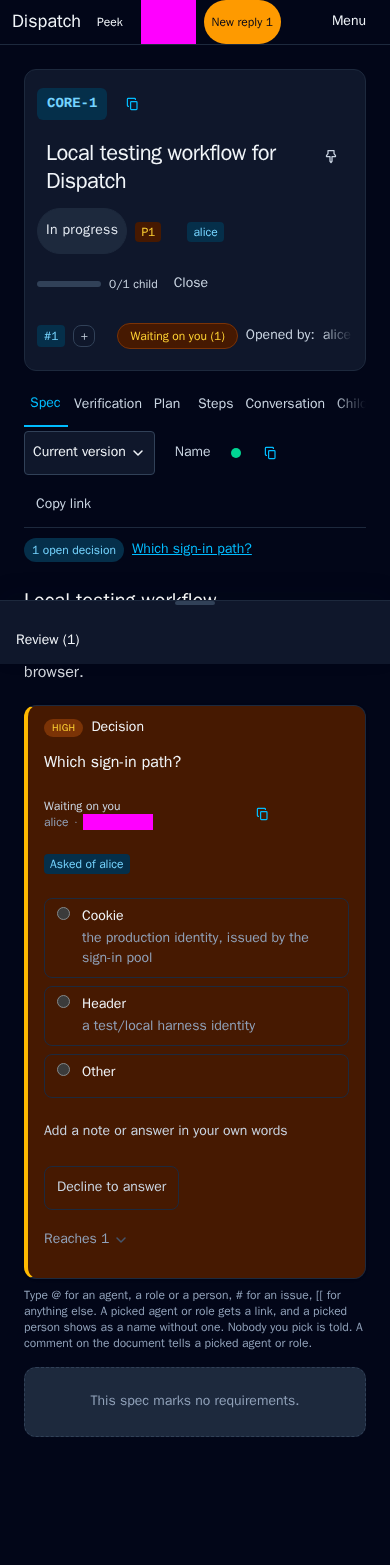 Dispatch Peek New reply 1 Menu
CORE-1
Local testing workflow for
Dispatch
In progress P1 alice
0/1 child Close
#1 + Waiting on you (1) Opened by: alice
Spec Verification Plan Steps Conversation
Current version Name
Copy link
1 open decision Which sign-in path?
Local testing workflow
Review (1)
browser.
HIGH Decision
Which sign-in path?
Waiting on you
alice ·
Asked of alice
Cookie
the production identity, issued by the
sign-in pool
Header
a test/local harness identity
Other
Add a note or answer in your own words
Decline to answer
Reaches 1
Type @ for an agent, a role or a person, # for an issue, [[ for
anything else. A picked agent or role gets a link, and a picked
person shows as a name without one. Nobody you pick is told. A
comment on the document tells a picked agent or role.
This spec marks no requirements.